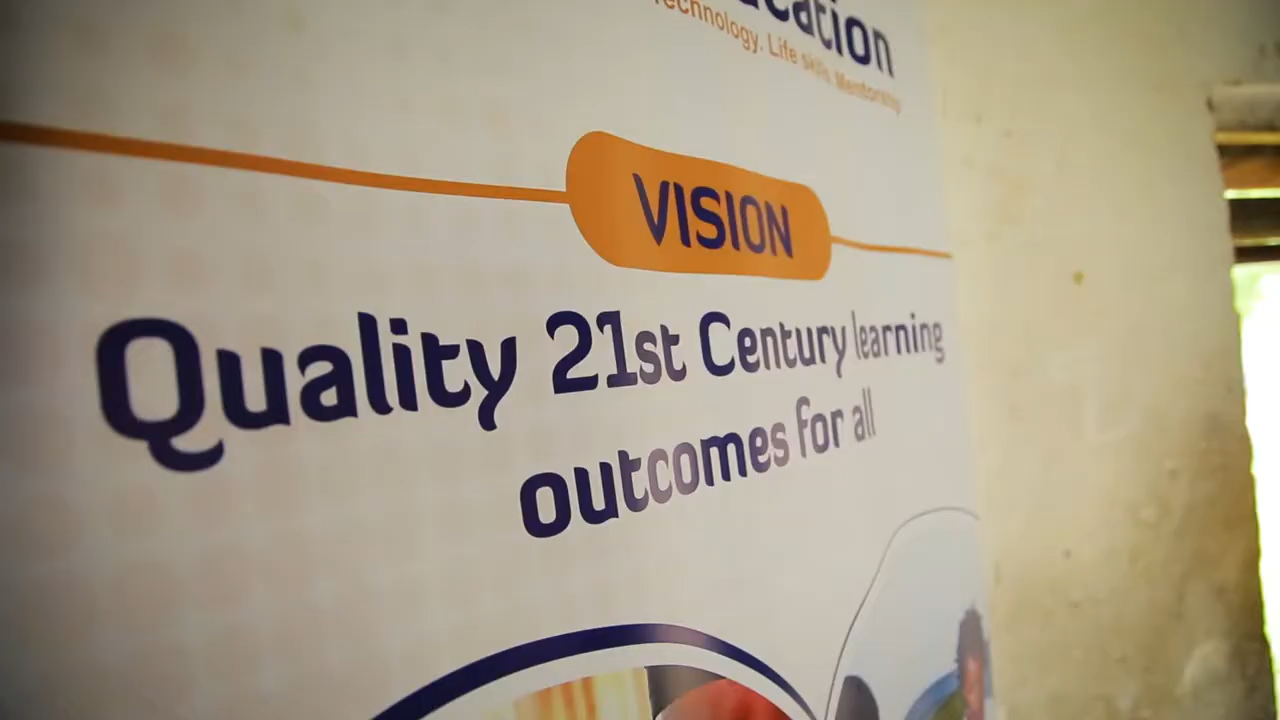 Technology. Life skills. Mentorship
VISION
Quality 21st Century learning
outcomes for all